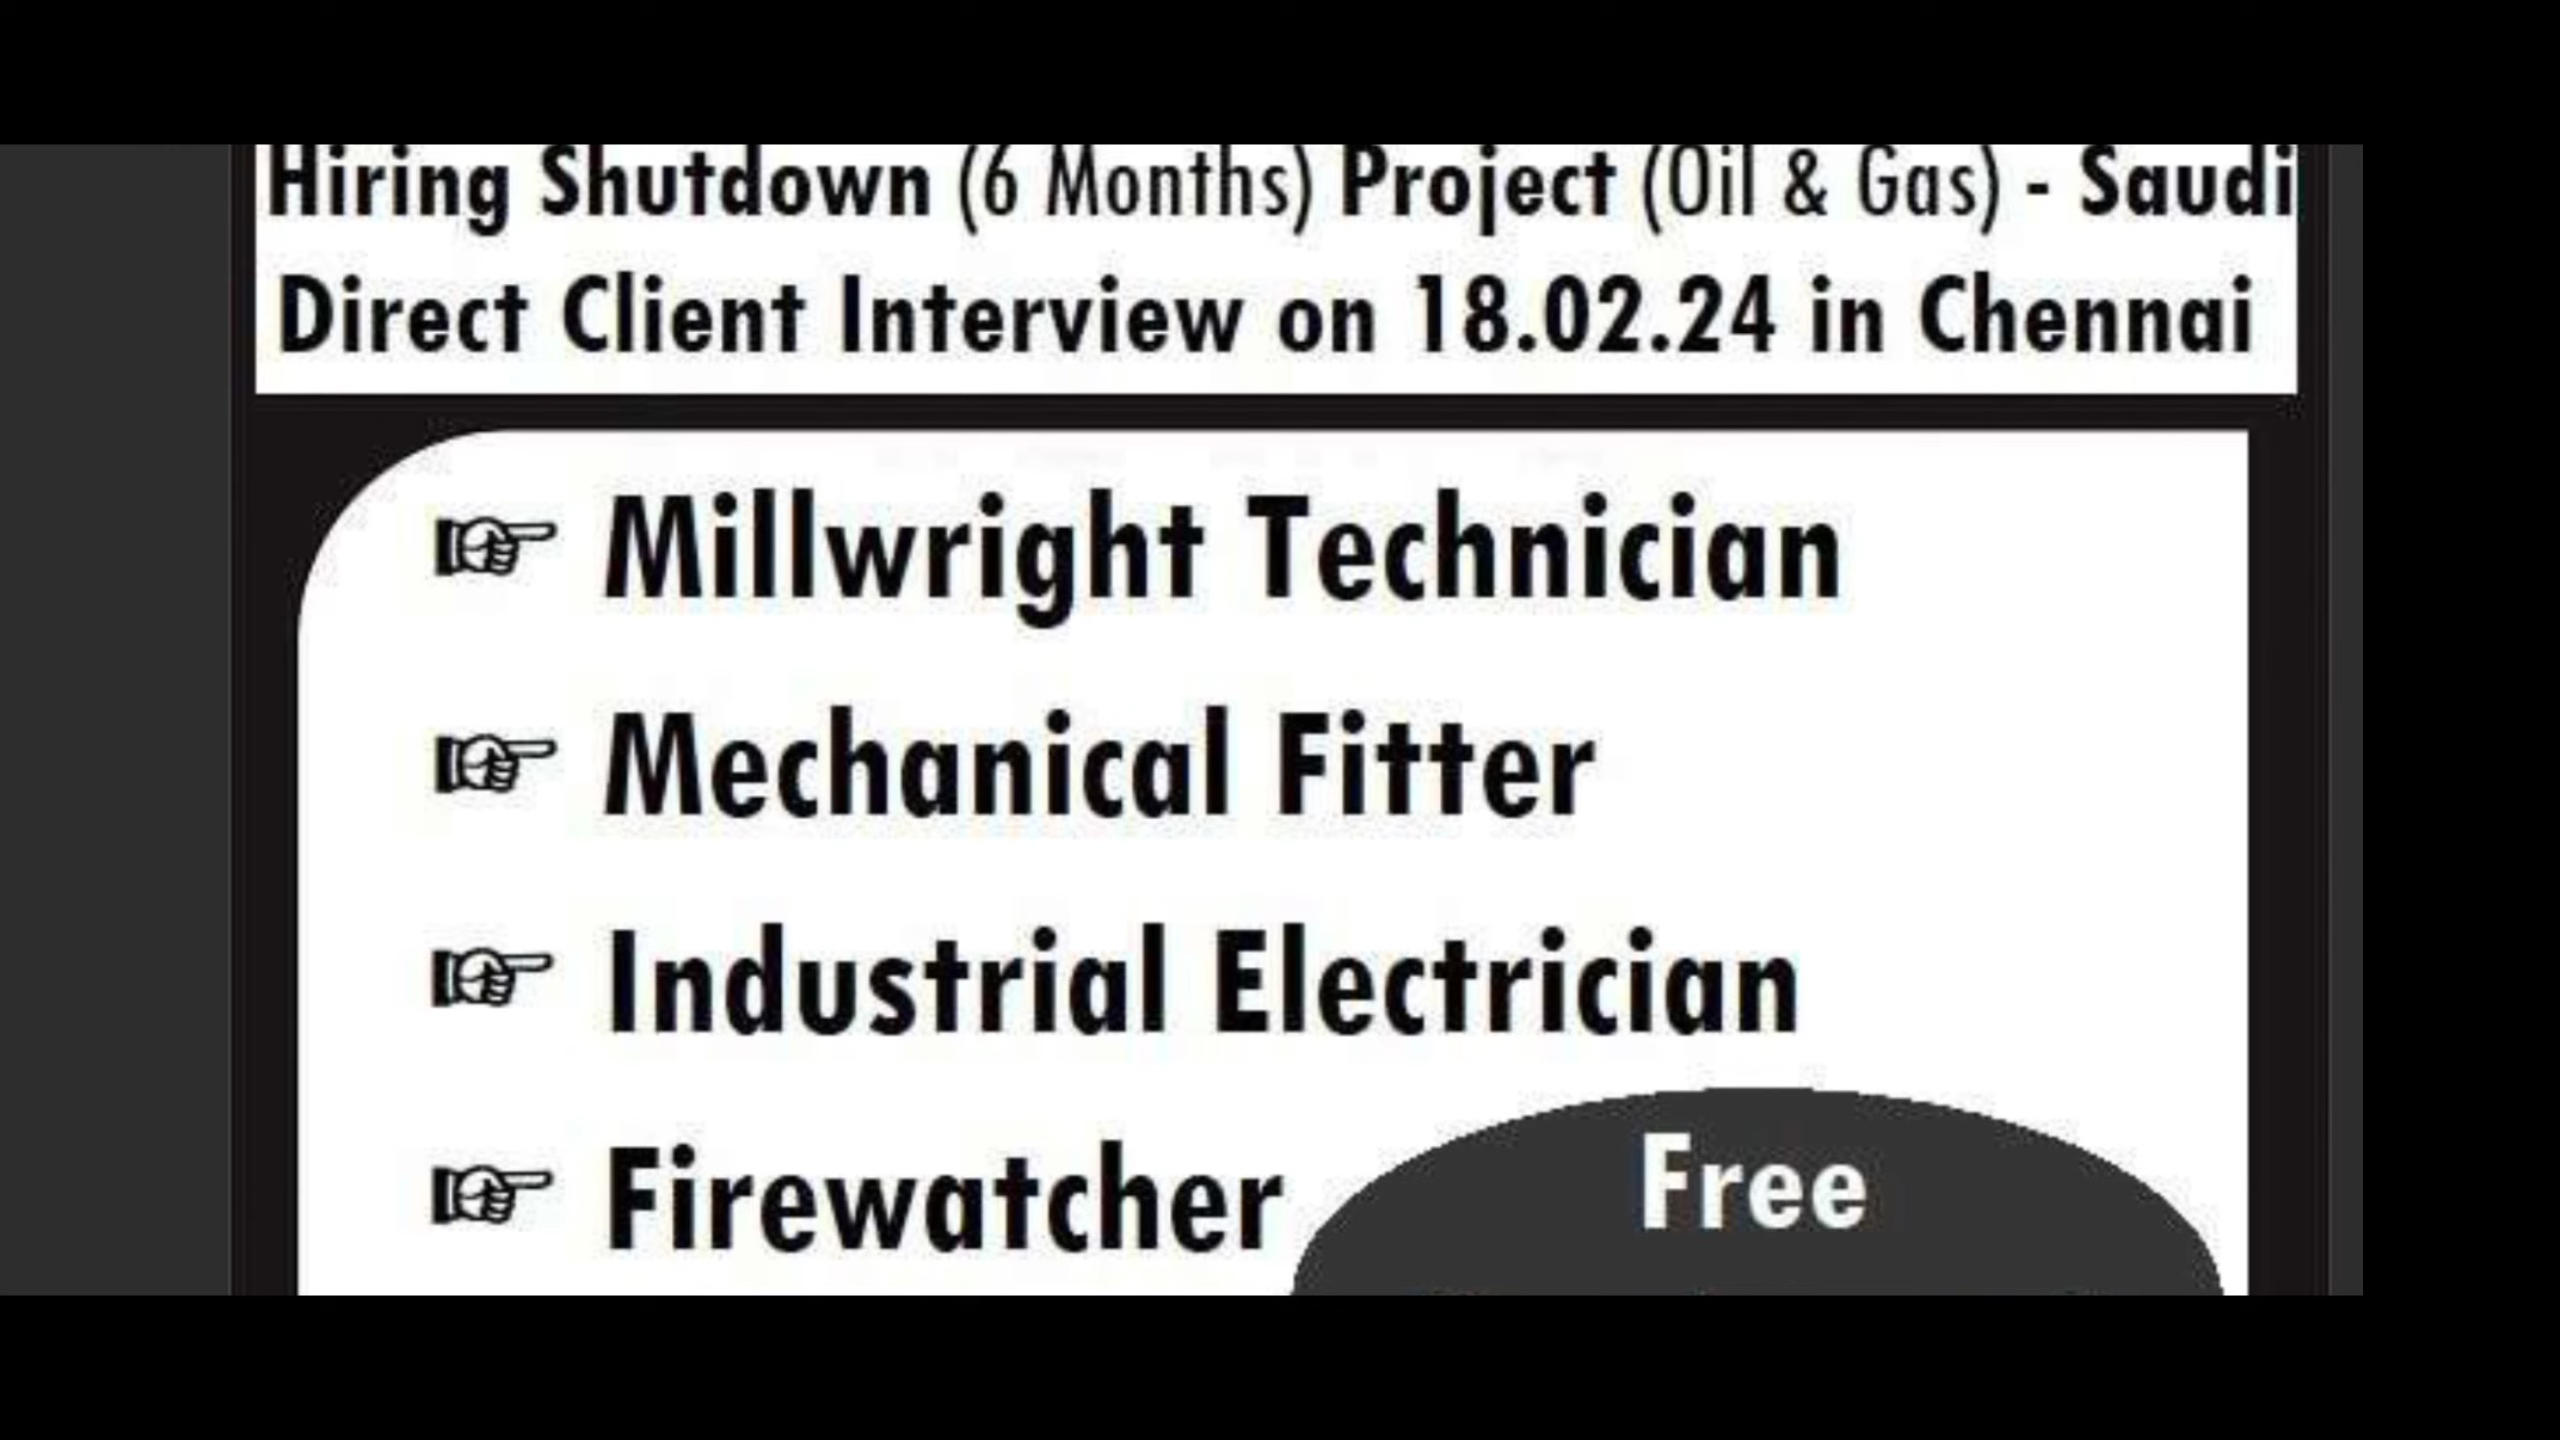 Hiring Shutdown (6 Months) Project (Oil & Gas) - Saudi
Direct Client Interview on 18.02.24 in Chennai
☞ Millwright Technician
☞ Mechanical Fitter
☞ Industrial Electrician
☞ Firewatcher
Free